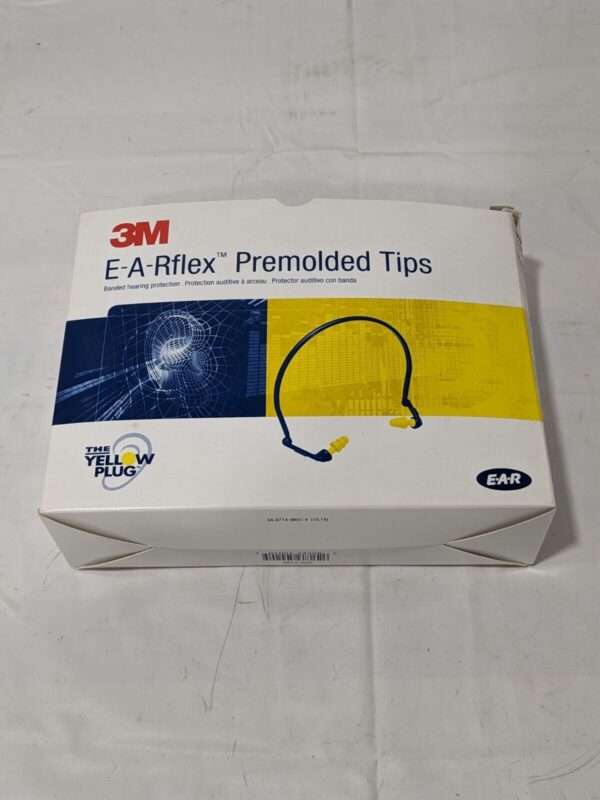 3M
E-A-Rflex™ Premolded Tips
Banded hearing protection . Protection auditive à arceau . Protector auditivo con banda
THE
YELLOW
PLUG
E·A·R